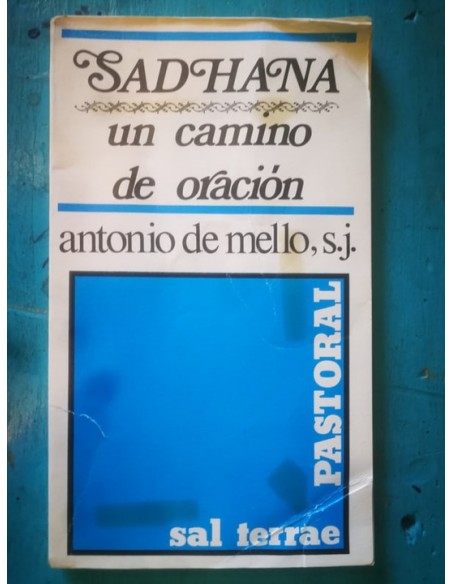 SADHANA
un camino
de oración
antonio de mello, s.j.
PASTORAL
sal terrae